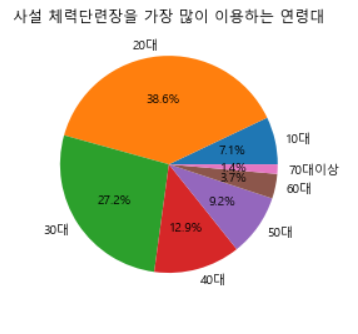 사설 체력단련장을 가장 많이 이용하는 연령대
20대
38.6%
10대
7.1%
1.4%
70대이상
3.7%
60대
27.2%
9.2%
30대
12.9%
50대
40대